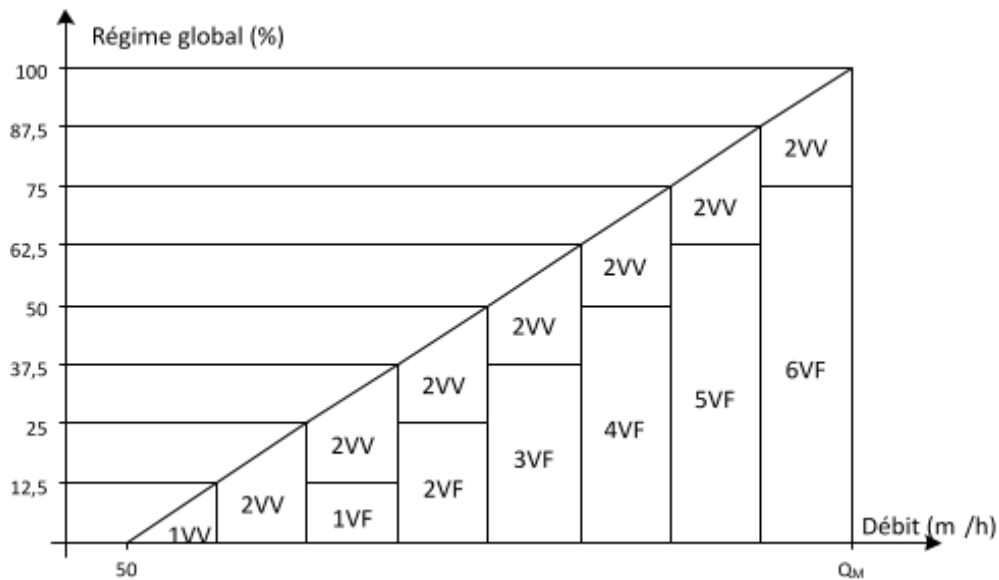 Régime global (%)
100
87,5
2VV
75
2VV
62,5
2VV
50
2VV
6VF
37,5
2VV
5VF
4VF
25
2VV
3VF
12,5
2VV
2VF
1VF
1VV
Débit (m /h)
50
QM